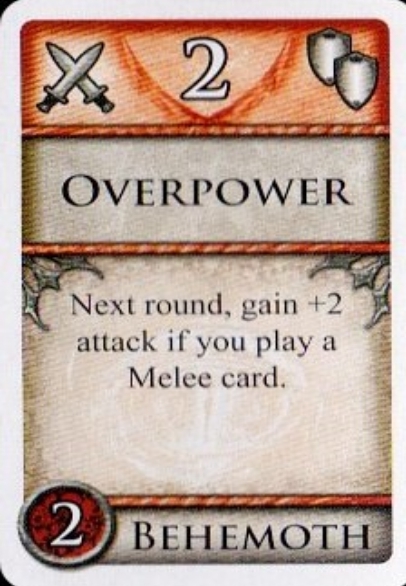 2
OVERPOWER
Next round, gain +2
attack if you play a
Melee card.
2 BEHEMOTH